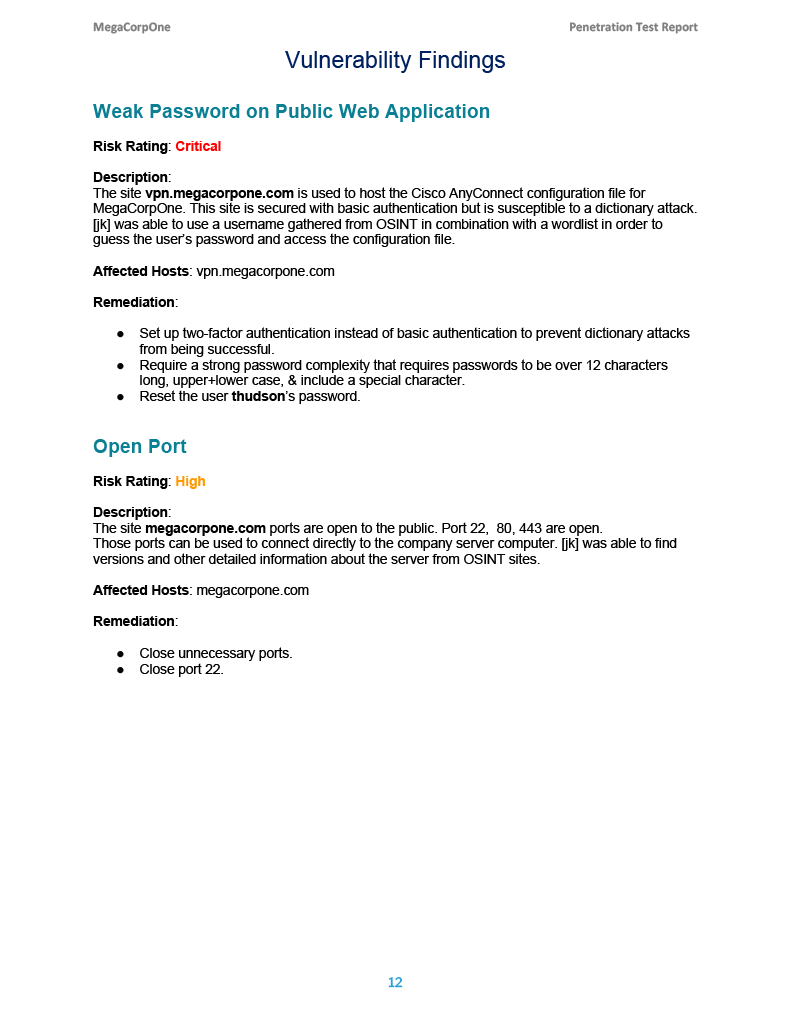 MegaCorpOne Penetration Test Report
Vulnerability Findings
Weak Password on Public Web Application
Risk Rating: Critical
Description:
The site vpn.megacorpone.com is used to host the Cisco AnyConnect configuration file for
MegaCorpOne. This site is secured with basic authentication but is susceptible to a dictionary attack.
[jk] was able to use a username gathered from OSINT in combination with a wordlist in order to
guess the user’s password and access the configuration file.
Affected Hosts: vpn.megacorpone.com
Remediation:
● Set up two-factor authentication instead of basic authentication to prevent dictionary attacks
from being successful.
● Require a strong password complexity that requires passwords to be over 12 characters
long, upper+lower case, & include a special character.
● Reset the user thudson’s password.
Open Port
Risk Rating: High
Description:
The site megacorpone.com ports are open to the public. Port 22,  80, 443 are open.
Those ports can be used to connect directly to the company server computer. [jk] was able to find
versions and other detailed information about the server from OSINT sites.
Affected Hosts: megacorpone.com
Remediation:
● Close unnecessary ports.
● Close port 22.
12